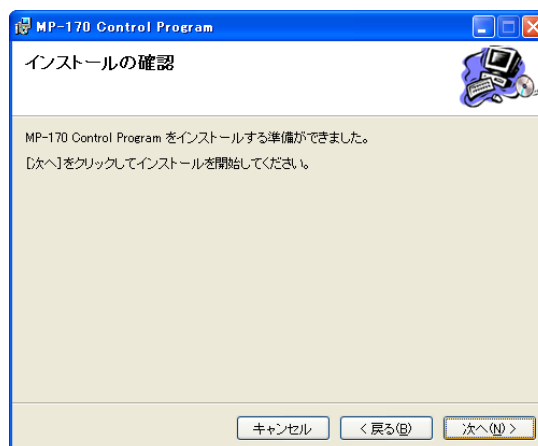 MP-170 Control Program
インストールの確認
MP-170 Control Program をインストールする準備ができました。
[次へ]をクリックしてインストールを開始してください。
キャンセル
< 戻る(B)
次へ(N) >